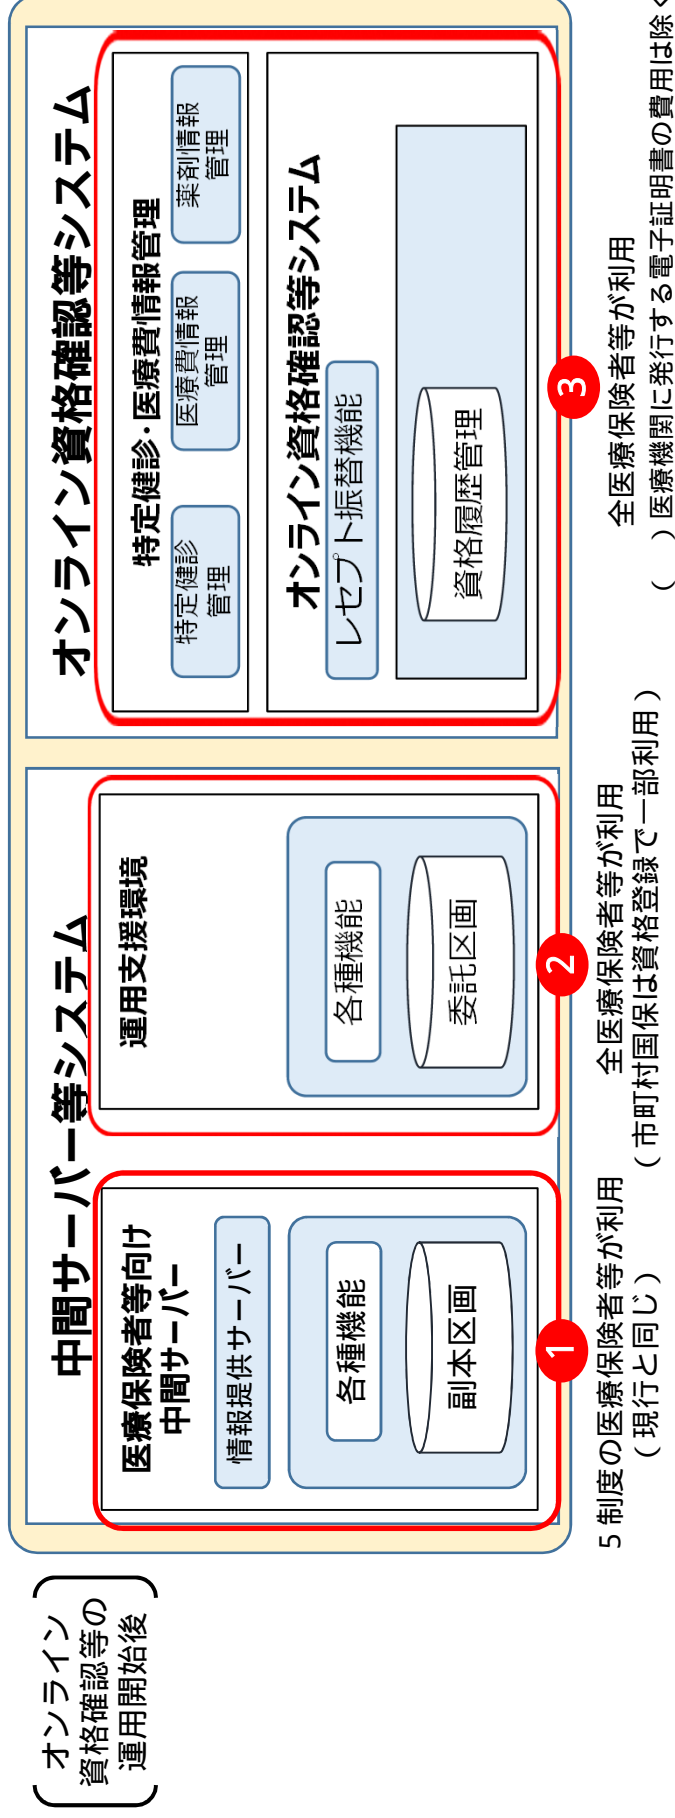 オンライン
資格確認等の
運用開始後
中間サーバー等システム
医療保険者等向け
中間サーバー
情報提供サーバー
各種機能
副本区画
1
5制度の医療保険者等が利用
(現行と同じ)
運用支援環境
各種機能
委託区画
2
全医療保険者等が利用
(市町村国保は資格登録で一部利用)
オンライン資格確認等システム
特定健診・医療費情報管理
特定健診
管理
医療費情報
管理
薬剤情報
管理
オンライン資格確認等システム
レセプト振替機能
資格履歴管理
3
全医療保険者等が利用
( )医療機関に発行する電子証明書の費用は除く